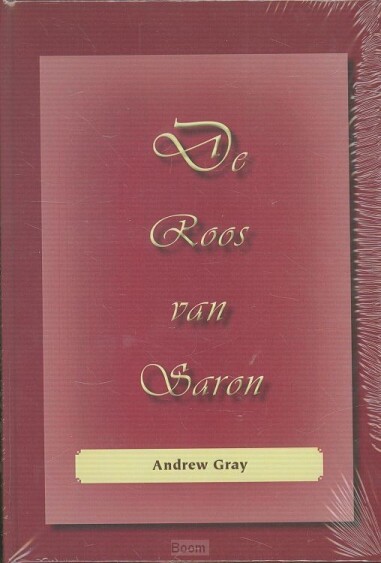 De
Roos
van
Saron
Andrew Gray
Boom